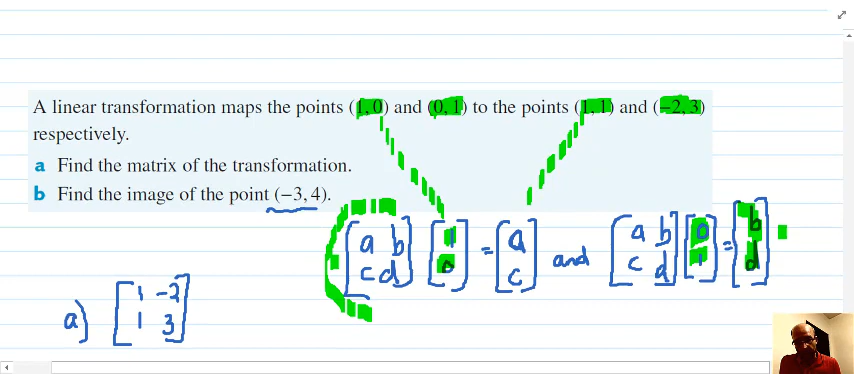 A linear transformation maps the points (1, 0) and (0, 1) to the points (1, 1) and (−2, 3)
respectively.
a Find the matrix of the transformation.
b Find the image of the point (−3, 4).
[a b; c d] [1; 0] = [a; c] and [a b; c d] [0; 1] = [b; d]
a) [1 -2; 1 3]